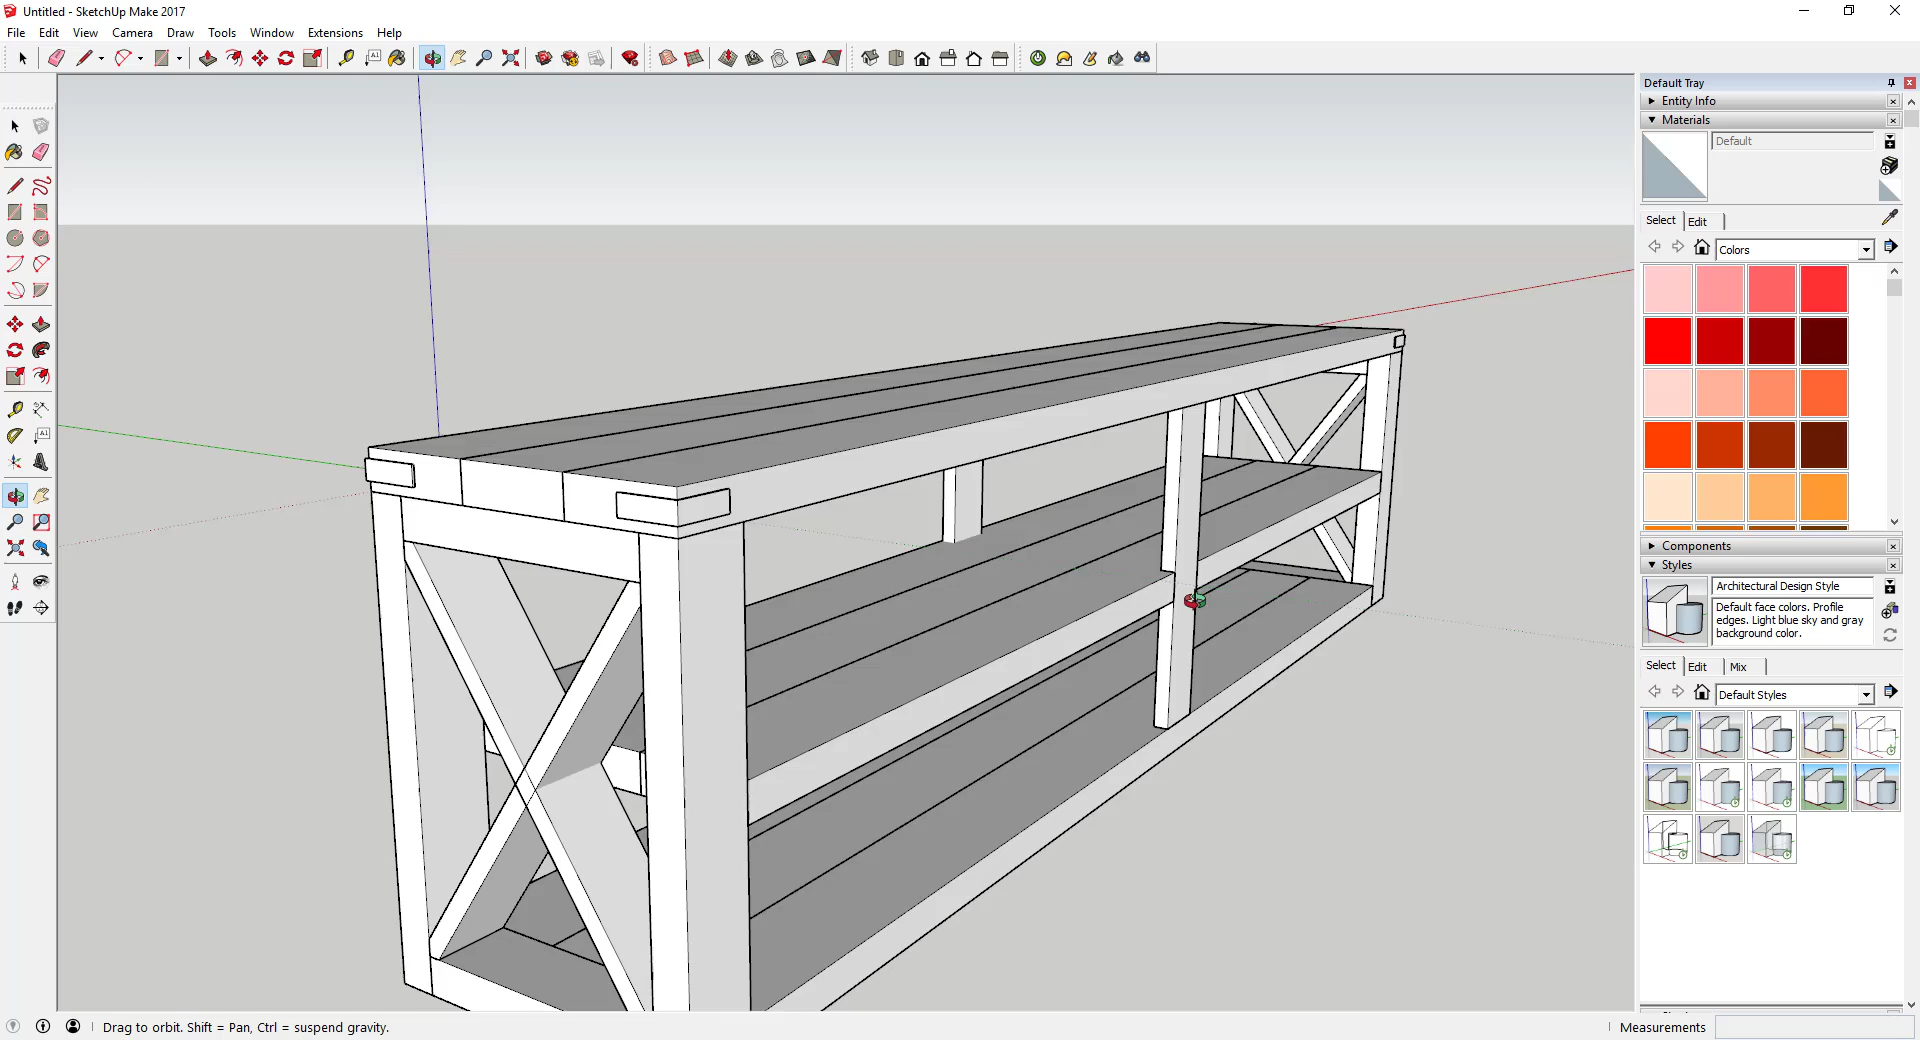 Untitled - SketchUp Make 2017
File Edit View Camera Draw Tools Window Extensions Help
A1
Default Tray
Entity Info
Materials
Default
Select Edit
Colors
A1
Components
Styles
Architectural Design Style
Default face colors. Profile
edges. Light blue sky and gray
background color.
Select Edit Mix
Default Styles
Drag to orbit. Shift = Pan, Ctrl = suspend gravity.
Measurements